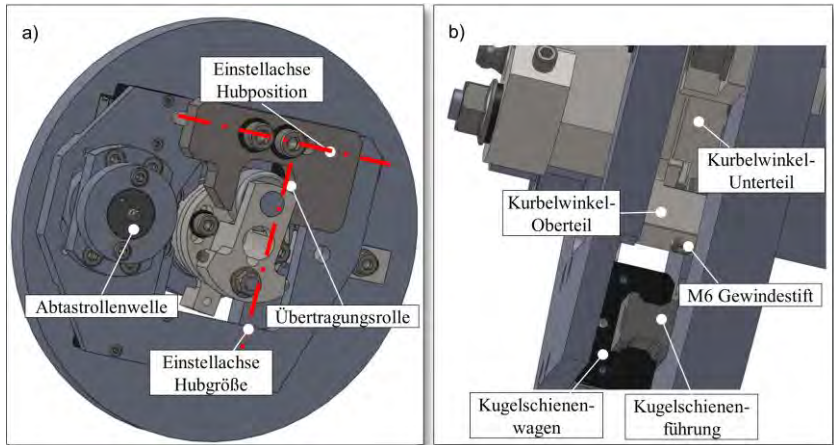 a)
Einstellachse
Hubposition
Abtastrollenwelle
Übertragungsrolle
Einstellachse
Hubgröße
b)
Kurbelwinkel-
Unterteil
Kurbelwinkel-
Oberteil
M6 Gewindestift
Kugelschienen-
wagen
Kugelschienen-
führung